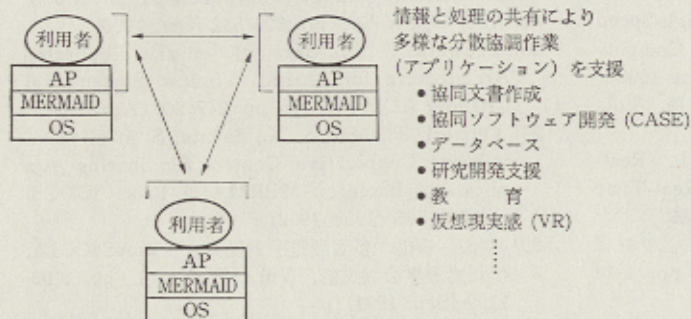 利用者
AP
MERMAID
OS
利用者
AP
MERMAID
OS
利用者
AP
MERMAID
OS
情報と処理の共有により
多様な分散協調作業
(アプリケーション) を支援
•協同文書作成
•協同ソフトウェア開発 (CASE)
•データベース
•研究開発支援
•教　　育
•仮想現実感 (VR)
⋮